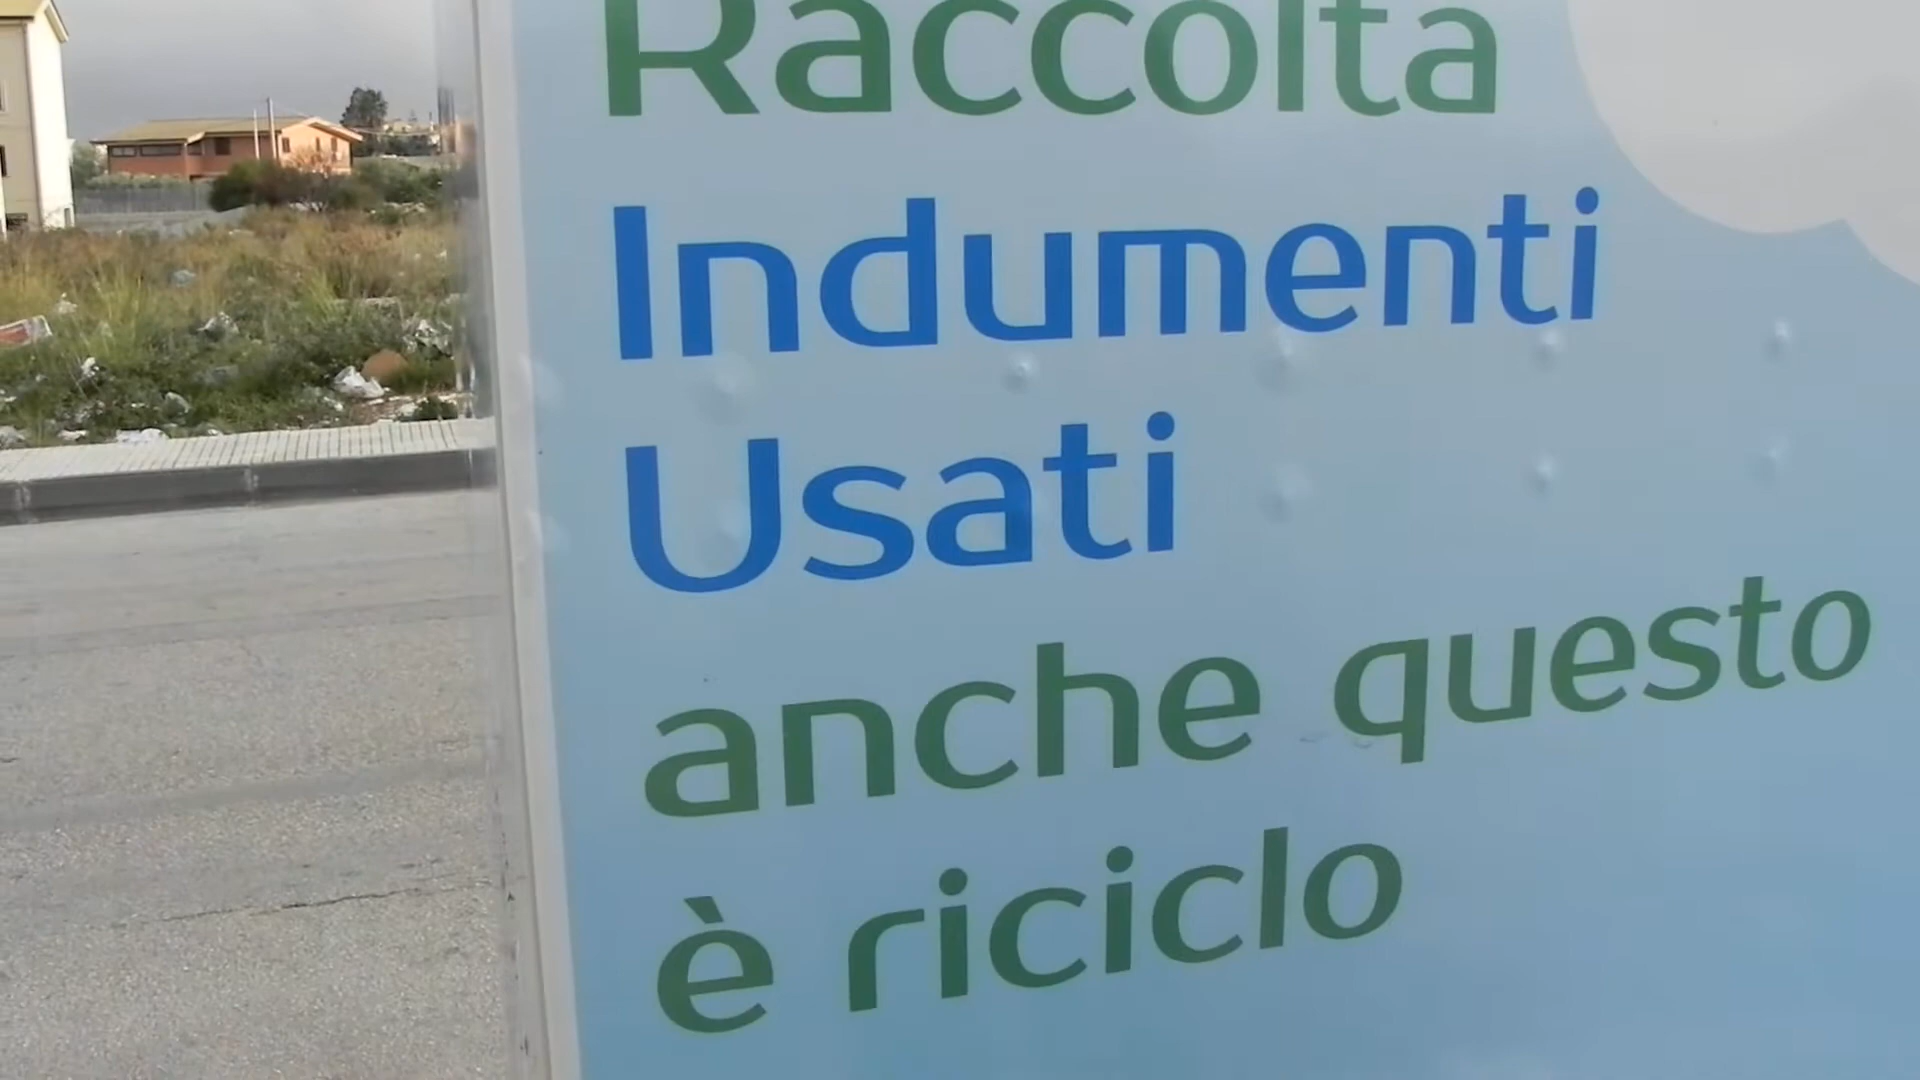 Raccolta
Indumenti
Usati
anche questo
è riciclo